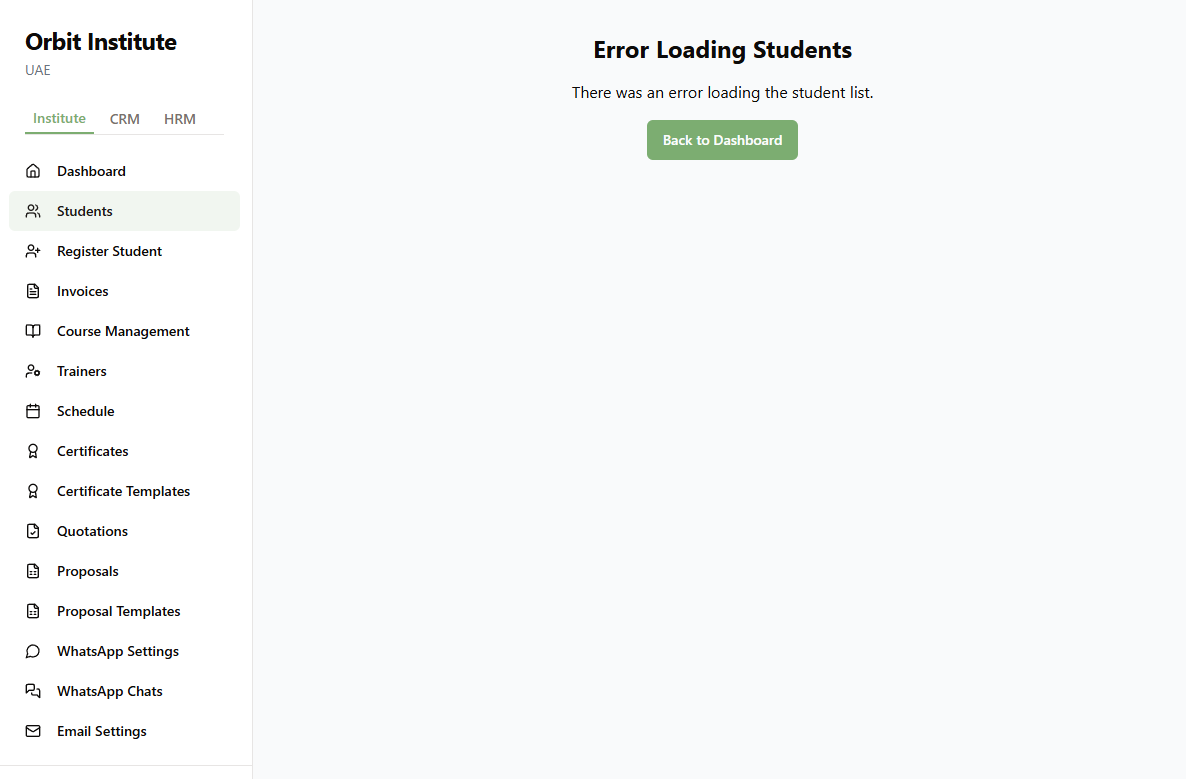 Orbit Institute
UAE
Institute CRM HRM
Dashboard
Students
Register Student
Invoices
Course Management
Trainers
Schedule
Certificates
Certificate Templates
Quotations
Proposals
Proposal Templates
WhatsApp Settings
WhatsApp Chats
Email Settings
Error Loading Students
There was an error loading the student list.
Back to Dashboard